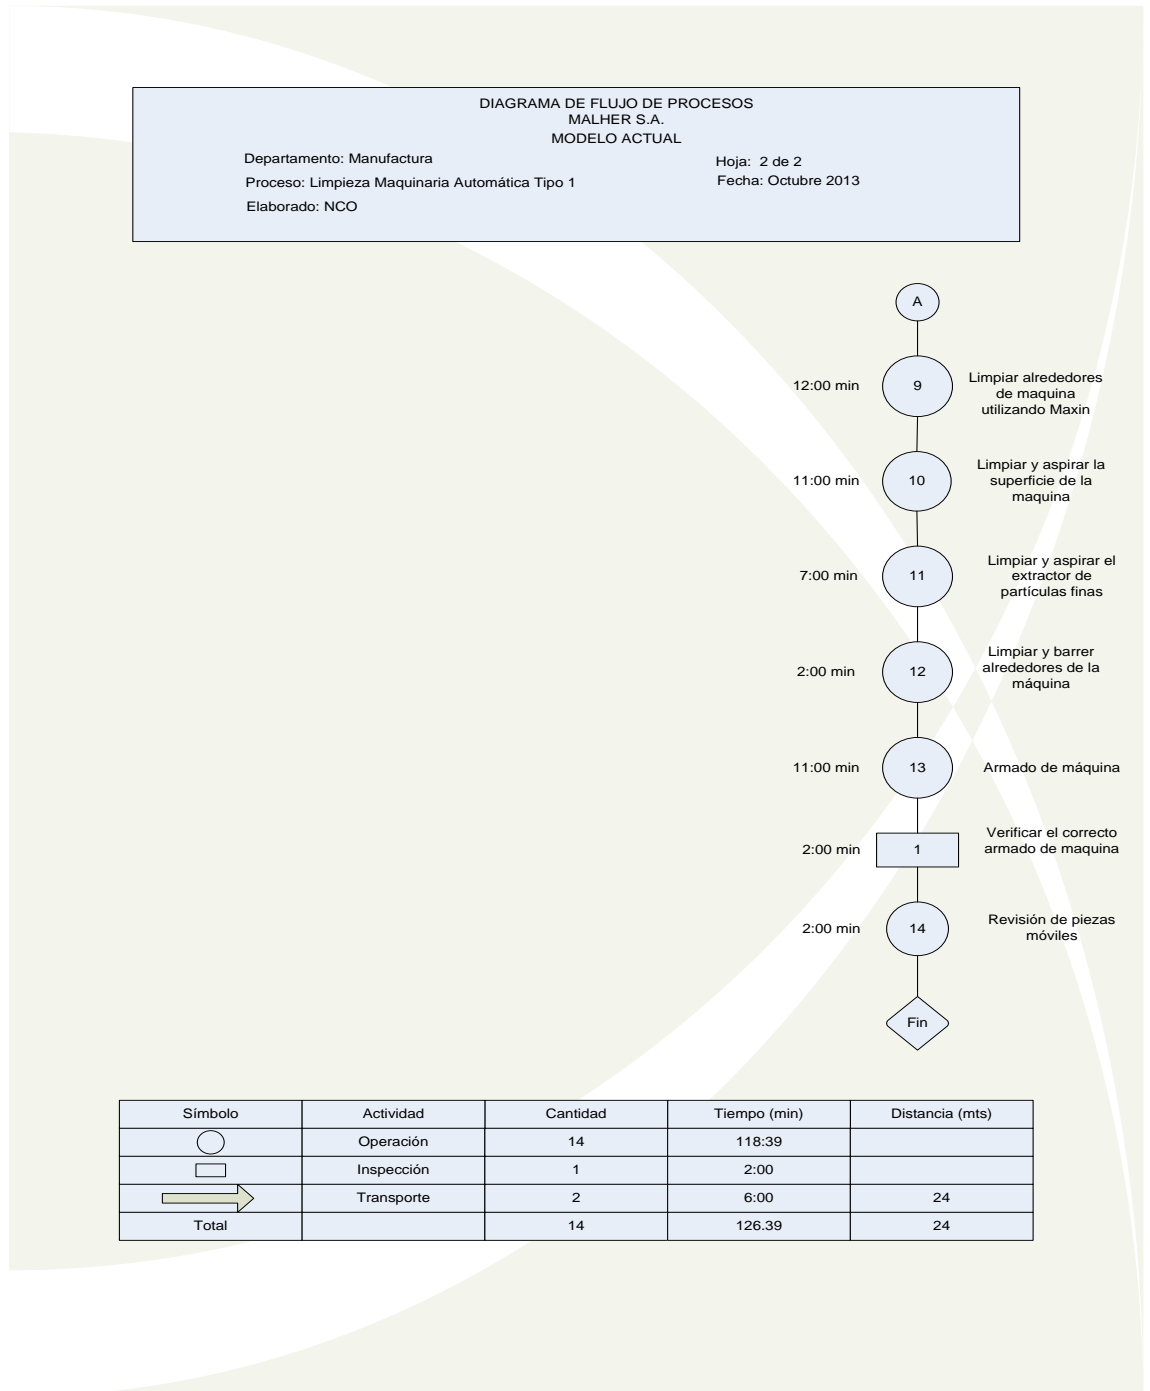 DIAGRAMA DE FLUJO DE PROCESOS
MALHER S.A.
MODELO ACTUAL
Departamento: Manufactura
Hoja: 2 de 2
Proceso: Limpieza Maquinaria Automática Tipo 1
Fecha: Octubre 2013
Elaborado: NCO
A
12:00 min
9
Limpiar alrededores
de maquina
utilizando Maxin
11:00 min
10
Limpiar y aspirar la
superficie de la
maquina
7:00 min
11
Limpiar y aspirar el
extractor de
partículas finas
2:00 min
12
Limpiar y barrer
alrededores de la
máquina
11:00 min
13
Armado de máquina
2:00 min
1
Verificar el correcto
armado de maquina
2:00 min
14
Revisión de piezas
móviles
Fin
Símbolo Actividad Cantidad Tiempo (min) Distancia (mts)
Operación 14 118:39
Inspección 1 2:00
Transporte 2 6:00 24
Total 14 126.39 24